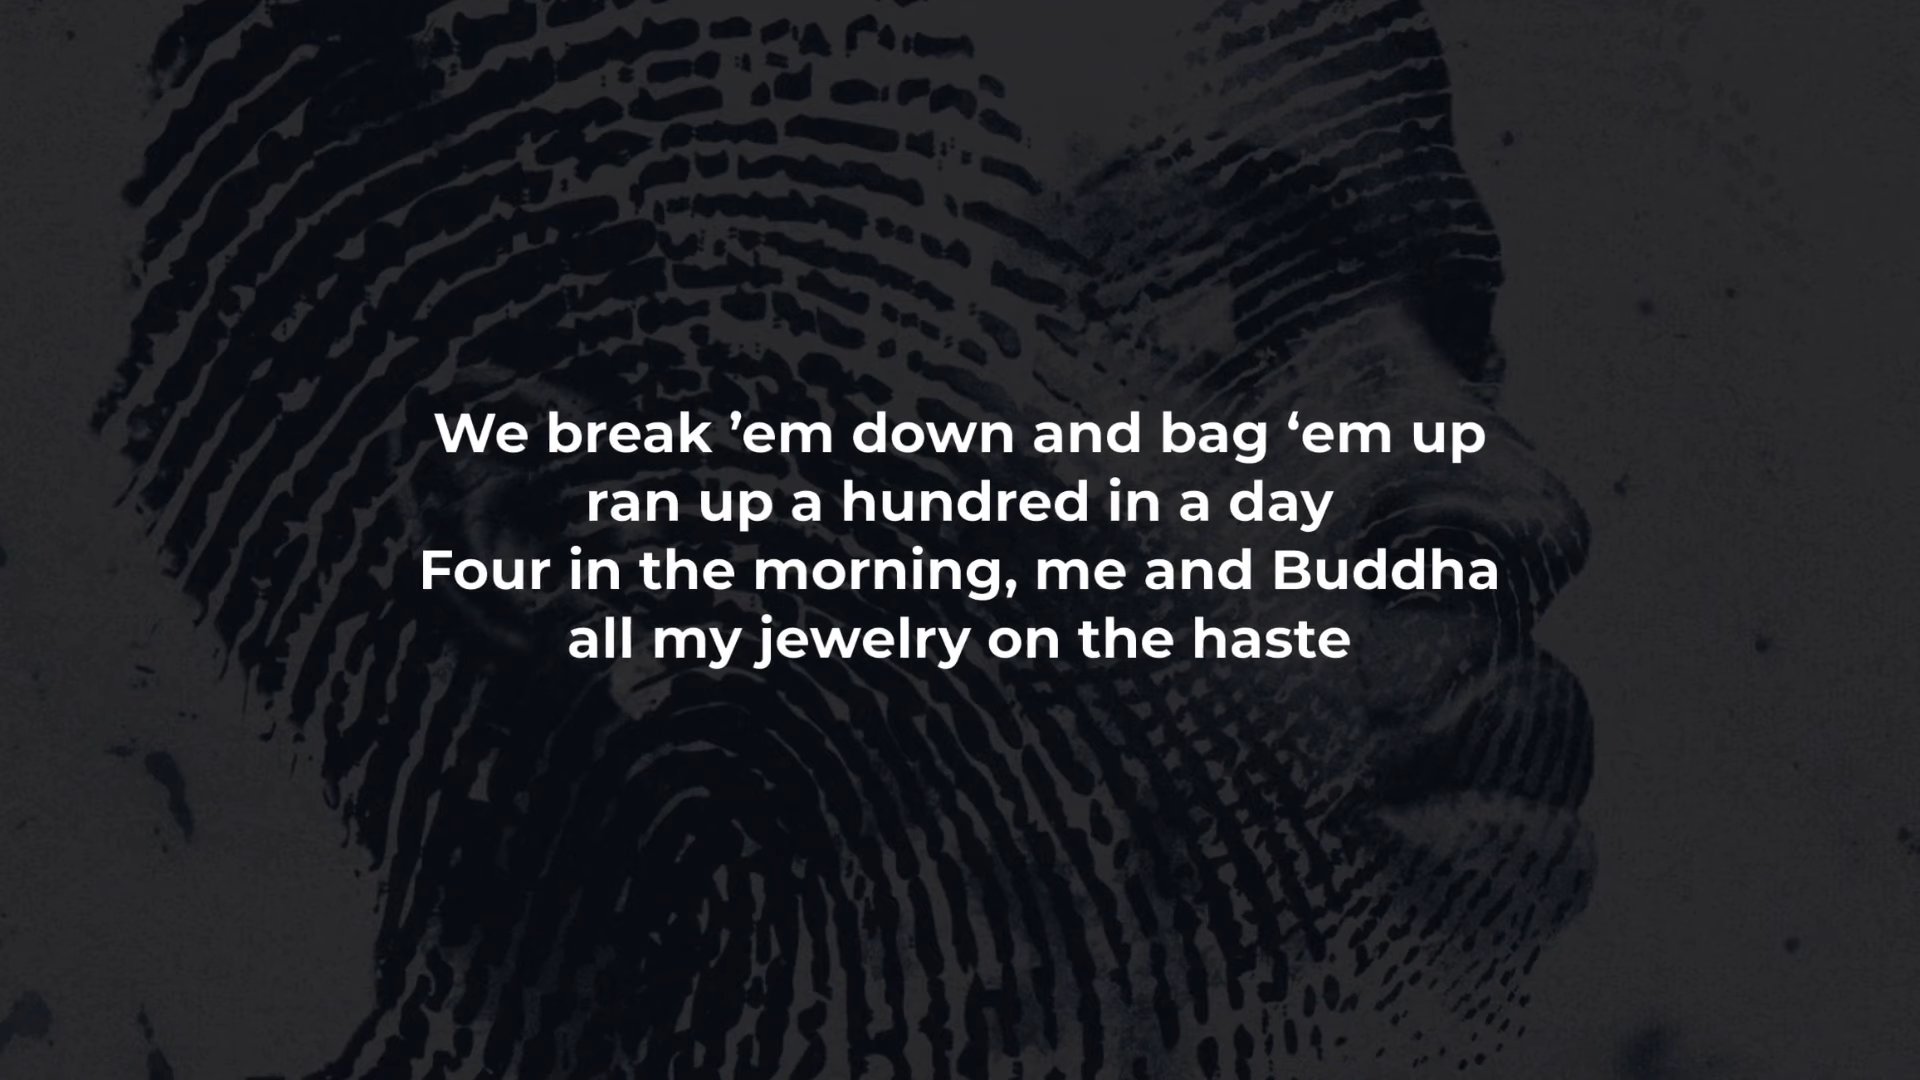 We break ’em down and bag ‘em up
ran up a hundred in a day
Four in the morning, me and Buddha
all my jewelry on the haste